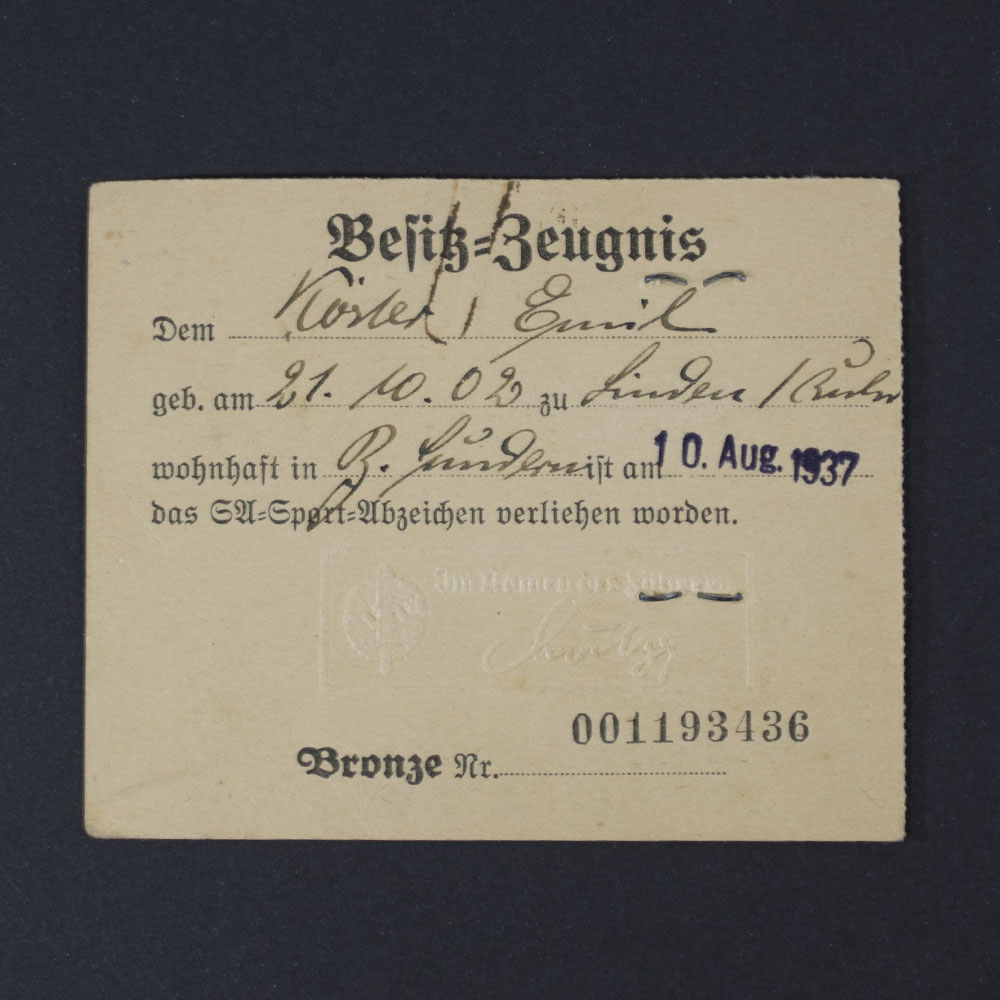 Besitz=Zeugnis
Dem Köster, Emil
geb. am 21. 10. 02 zu Linden / Ruhr
wohnhaft in B. Sundern ist am 10. Aug. 1937
das SA=Sport=Abzeichen verliehen worden.
Im Namen des Führers
001193436
Bronze Nr.